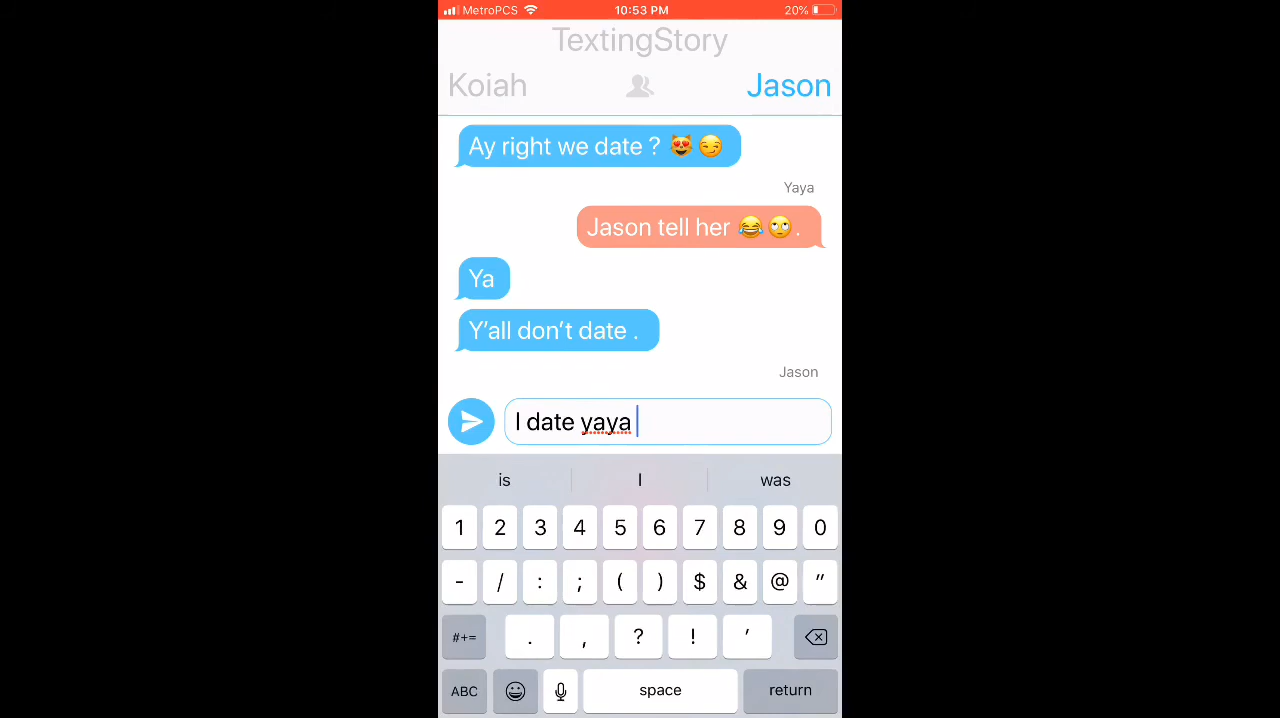 MetroPCS 10:53 PM 20%
TextingStory
Koiah Jason
Ay right we date ? 😻 😏
Yaya
Jason tell her 😂 🙄 .
Ya
Y’all don’t date .
Jason
I date yaya
is I was
1 2 3 4 5 6 7 8 9 0
- / : ; ( ) $ & @ ”
#+= . , ? ! ’
ABC space return